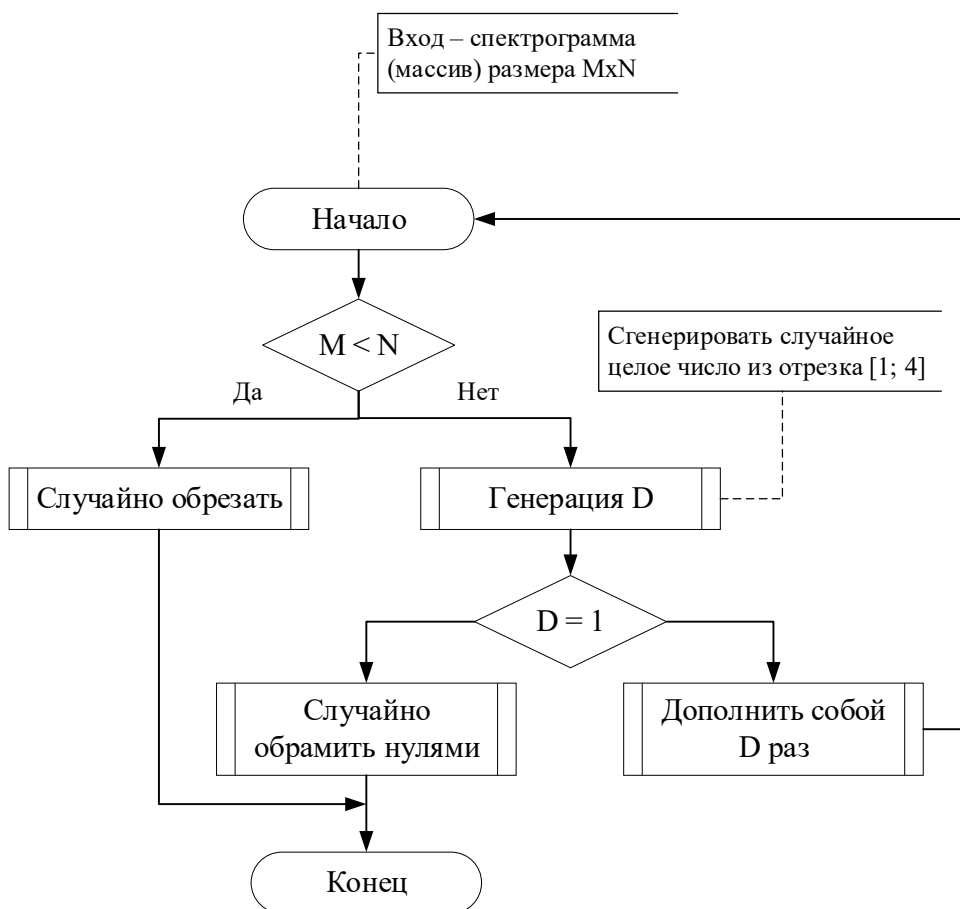 Вход – спектрограмма
(массив) размера MxN
Начало
M < N
Сгенерировать случайное
целое число из отрезка [1; 4]
Да
Нет
Случайно обрезать
Генерация D
D = 1
Случайно
обрамить нулями
Дополнить собой
D раз
Конец